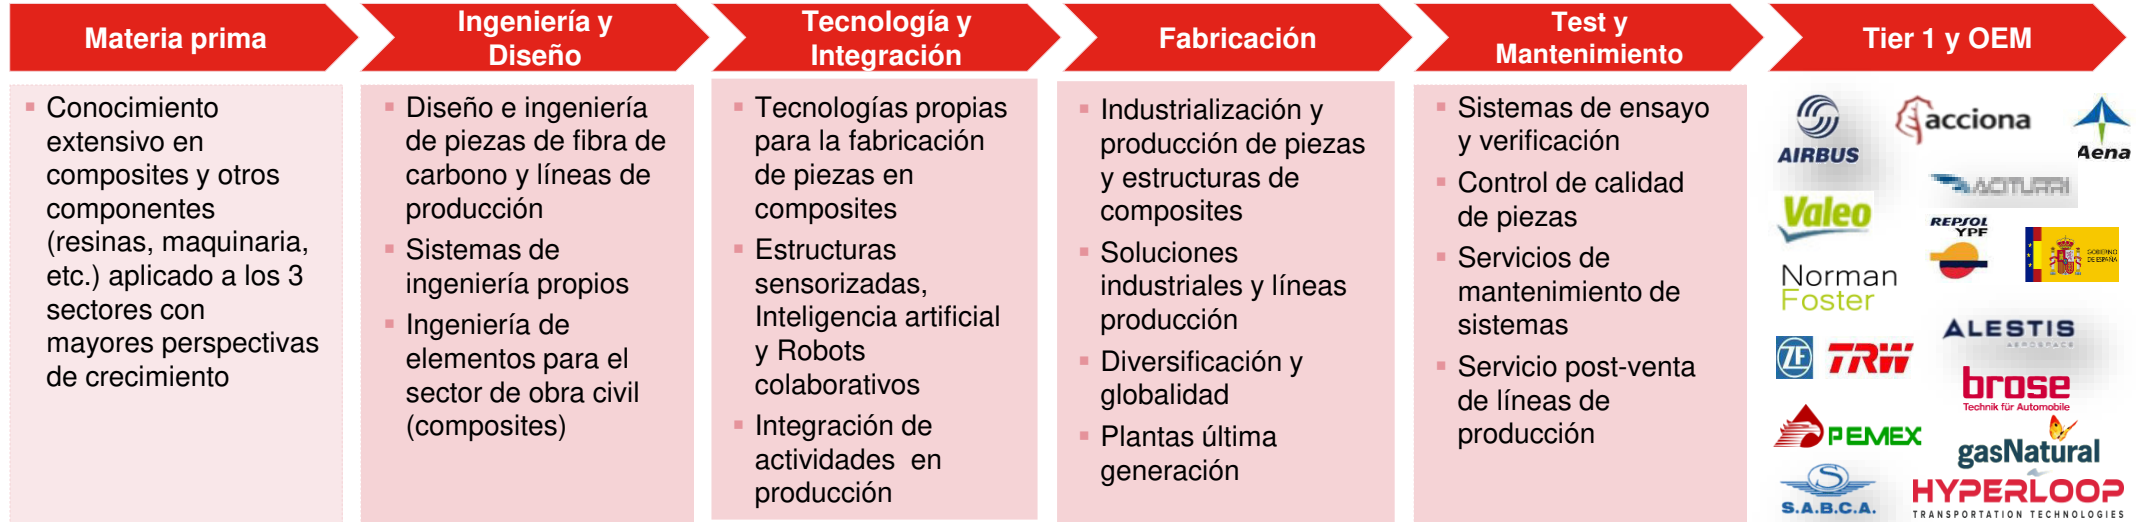 Materia prima
Ingeniería y
Diseño
Tecnología y
Integración
Fabricación
Test y
Mantenimiento
Tier 1 y OEM
Conocimiento
extensivo en
composites y otros
componentes
(resinas, maquinaria,
etc.) aplicado a los 3
sectores con
mayores perspectivas
de crecimiento
Diseño e ingeniería
de piezas de fibra de
carbono y líneas de
producción
Sistemas de
ingeniería propios
Ingeniería de
elementos para el
sector de obra civil
(composites)
Tecnologías propias
para la fabricación
de piezas en
composites
Estructuras
sensorizadas,
Inteligencia artificial
y Robots
colaborativos
Integración de
actividades  en
producción
Industrialización y
producción de piezas
y estructuras de
composites
Soluciones
industriales y líneas
producción
Diversificación y
globalidad
Plantas última
generación
Sistemas de ensayo
y verificación
Control de calidad
de piezas
Servicios de
mantenimiento de
sistemas
Servicio post-venta
de líneas de
producción
AIRBUS
acciona
Aena
ACITURRI
Valeo
REPSOL
YPF
GOBIERNO
DE ESPAÑA
Norman
Foster
ALESTIS
AEROSPACE
ZF
TRW
brose
Technik für Automobile
PEMEX
gasNatural
S
S.A.B.C.A.
HYPERLOOP
TRANSPORTATION TECHNOLOGIES